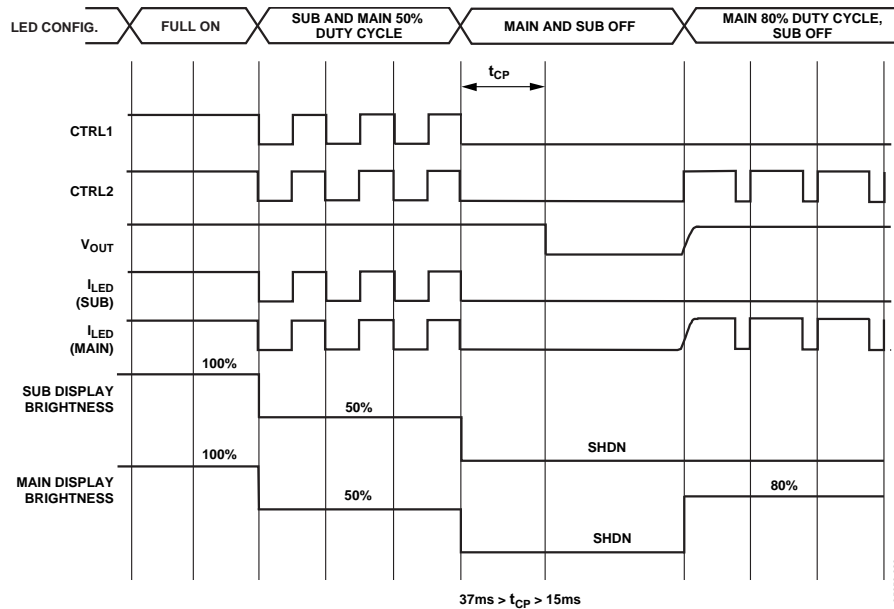 LED CONFIG.
FULL ON
SUB AND MAIN 50%
DUTY CYCLE
MAIN AND SUB OFF
MAIN 80% DUTY CYCLE,
SUB OFF
tCP
CTRL1
CTRL2
VOUT
ILED
(SUB)
ILED
(MAIN)
100%
SUB DISPLAY
BRIGHTNESS
50%
SHDN
100%
MAIN DISPLAY
BRIGHTNESS
50%
80%
SHDN
37ms > tCP > 15ms